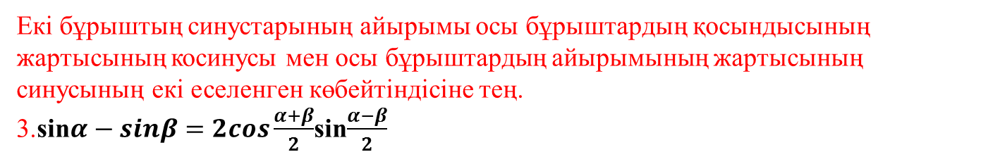 Екі бұрыштың синустарының айырымы осы бұрыштардың қосындысының
жартысының косинусы мен осы бұрыштардың айырымының жартысының
синусының екі еселенген көбейтіндісіне тең.
3.sinα − sinβ = 2cos(α+β)/2 sin(α−β)/2